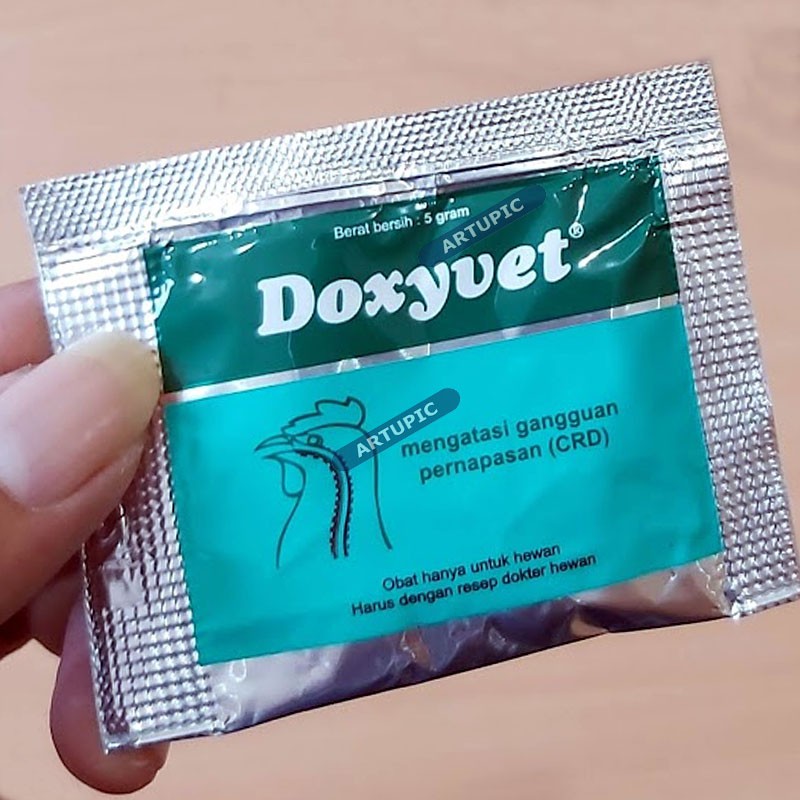 Berat bersih : 5 gram
ARTUPIC
Doxyvet®
ARTUPIC
mengatasi gangguan
pernapasan (CRD)
Obat hanya untuk hewan
Harus dengan resep dokter hewan